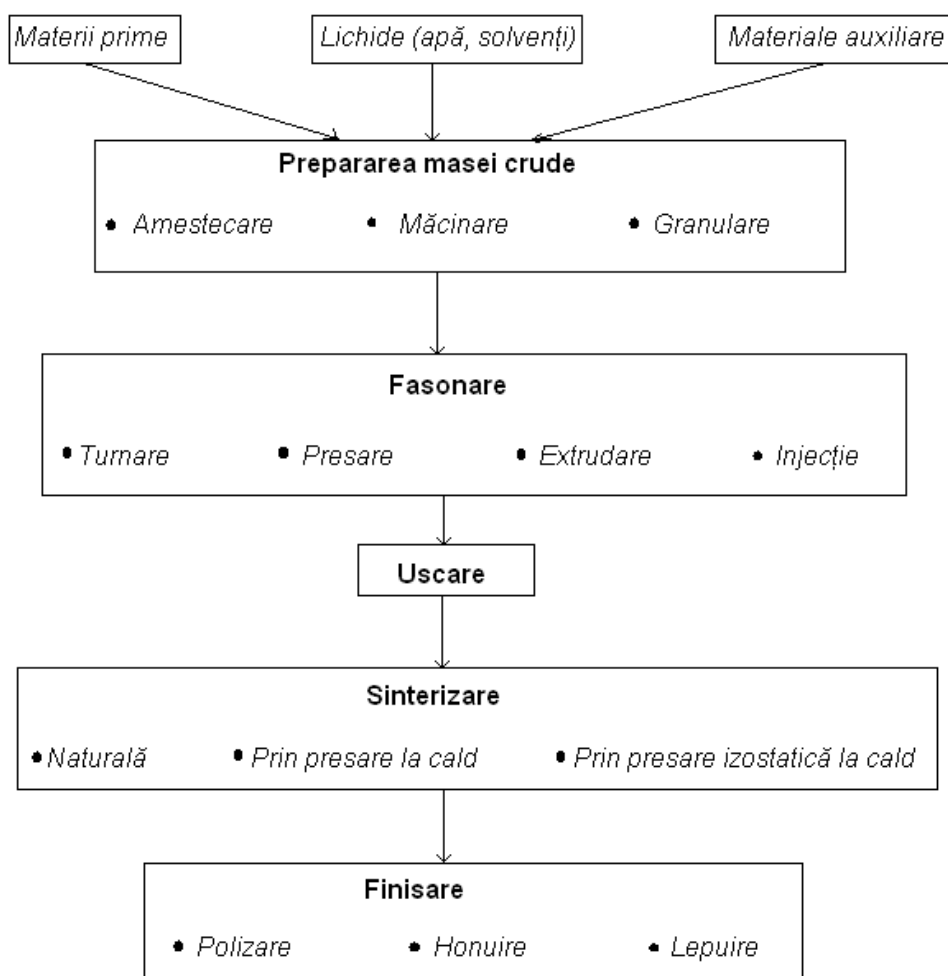 Materii prime Lichide (apă, solvenți) Materiale auxiliare
Prepararea masei crude
• Amestecare • Măcinare • Granulare
Fasonare
• Turnare • Presare • Extrudare • Injecție
Uscare
Sinterizare
• Naturală • Prin presare la cald • Prin presare izostatică la cald
Finisare
• Polizare • Honuire • Lepuire